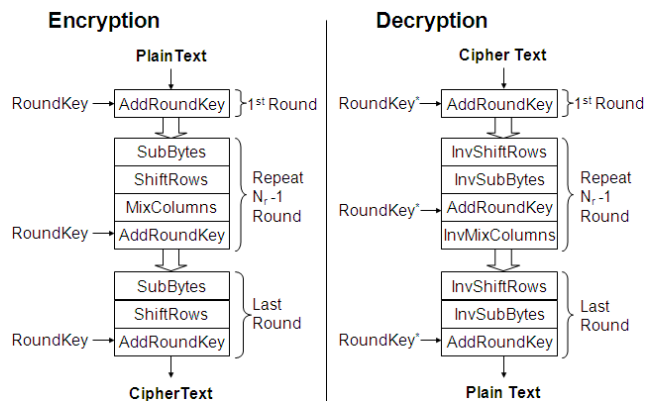 Encryption
PlainText
RoundKey
AddRoundKey
1st Round
SubBytes
ShiftRows
MixColumns
RoundKey
AddRoundKey
Repeat
Nr -1
Round
SubBytes
ShiftRows
RoundKey
AddRoundKey
Last
Round
CipherText
Decryption
Cipher Text
RoundKey*
AddRoundKey
1st Round
InvShiftRows
InvSubBytes
RoundKey*
AddRoundKey
InvMixColumns
Repeat
Nr -1
Round
InvShiftRows
InvSubBytes
RoundKey*
AddRoundKey
Last
Round
Plain Text